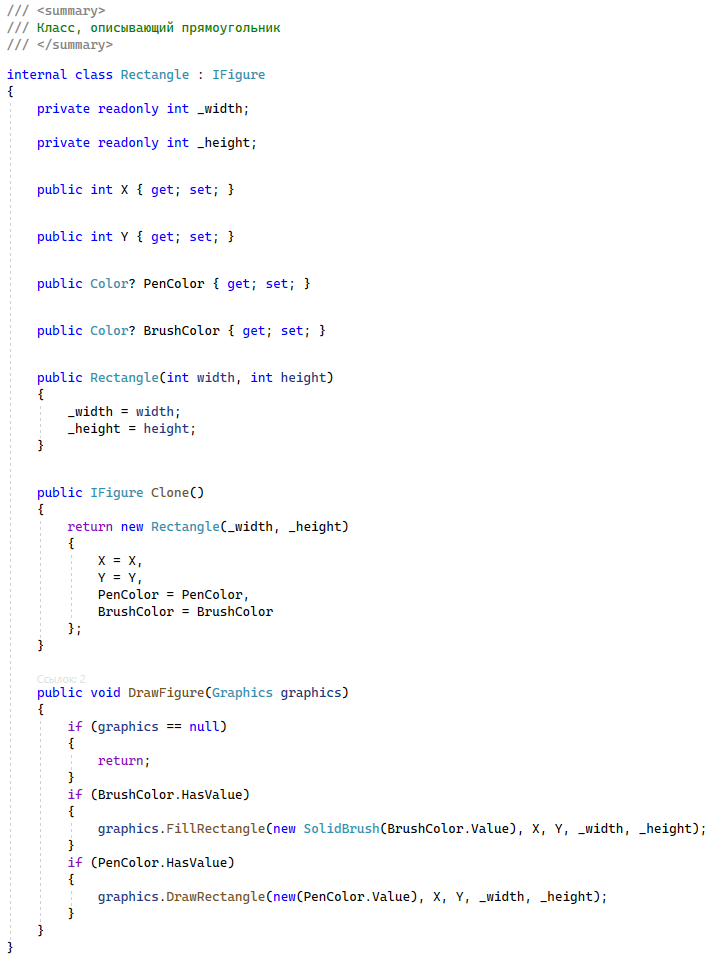 /// <summary>
/// Класс, описывающий прямоугольник
/// </summary>
internal class Rectangle : IFigure
{
private readonly int _width;
private readonly int _height;
public int X { get; set; }
public int Y { get; set; }
public Color? PenColor { get; set; }
public Color? BrushColor { get; set; }
public Rectangle(int width, int height)
{
_width = width;
_height = height;
}
public IFigure Clone()
{
return new Rectangle(_width, _height)
{
X = X,
Y = Y,
PenColor = PenColor,
BrushColor = BrushColor
};
}
Ссылок: 2
public void DrawFigure(Graphics graphics)
{
if (graphics == null)
{
return;
}
if (BrushColor.HasValue)
{
graphics.FillRectangle(new SolidBrush(BrushColor.Value), X, Y, _width, _height);
}
if (PenColor.HasValue)
{
graphics.DrawRectangle(new(PenColor.Value), X, Y, _width, _height);
}
}
}